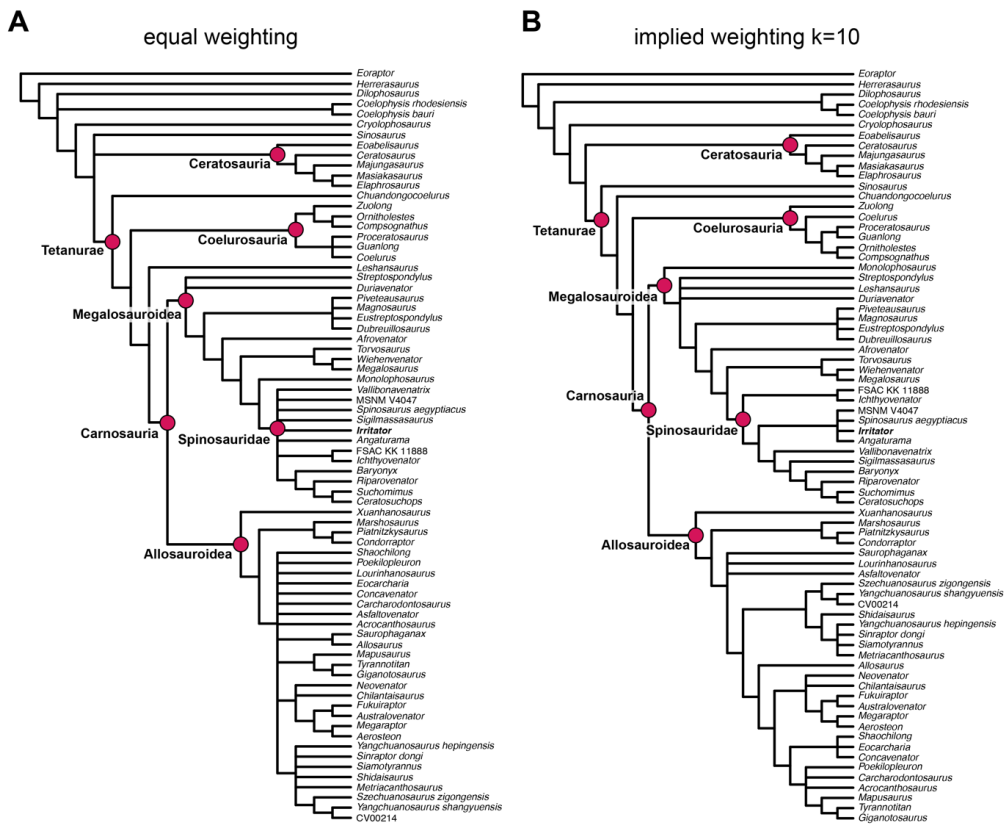 A
equal weighting
Eoraptor
Herrerasaurus
Dilophosaurus
Coelophysis rhodesiensis
Coelophysis bauri
Cryolophosaurus
Sinosaurus
Eoabelisaurus
Ceratosauria
Ceratosaurus
Majungasaurus
Masiakasaurus
Elaphrosaurus
Chuandongocoelurus
Zuolong
Ornitholestes
Compsognathus
Coelurosauria
Proceratosaurus
Tetanurae
Guanlong
Coelurus
Leshansaurus
Streptospondylus
Duriavenator
Piveteausaurus
Megalosauroidea
Magnosaurus
Eustreptospondylus
Dubreuillosaurus
Afrovenator
Torvosaurus
Wiehenvenator
Megalosaurus
Monolophosaurus
Vallibonavenatrix
MSNM V4047
Spinosaurus aegyptiacus
Sigilmassasaurus
Carnosauria
Irritator
Spinosauridae
Angaturama
FSAC KK 11888
Ichthyovenator
Baryonyx
Riparovenator
Suchomimus
Ceratosuchops
Xuanhanosaurus
Marshosaurus
Piatnitzkysaurus
Condorraptor
Allosauroidea
Shaochilong
Poekilopleuron
Lourinhanosaurus
Eocarcharia
Concavenator
Carcharodontosaurus
Asfaltovenator
Acrocanthosaurus
Saurophaganax
Allosaurus
Mapusaurus
Tyrannotitan
Giganotosaurus
Neovenator
Chilantaisaurus
Fukuiraptor
Australovenator
Megaraptor
Aerosteon
Yangchuanosaurus hepingensis
Sinraptor dongi
Siamotyrannus
Shidaisaurus
Metriacanthosaurus
Szechuanosaurus zigongensis
Yangchuanosaurus shangyuensis
CV00214
B
implied weighting k=10
Eoraptor
Herrerasaurus
Dilophosaurus
Coelophysis rhodesiensis
Coelophysis bauri
Cryolophosaurus
Eoabelisaurus
Ceratosaurus
Ceratosauria
Majungasaurus
Masiakasaurus
Elaphrosaurus
Sinosaurus
Chuandongocoelurus
Zuolong
Tetanurae
Coelurus
Coelurosauria
Proceratosaurus
Guanlong
Ornitholestes
Compsognathus
Monolophosaurus
Streptospondylus
Leshansaurus
Megalosauroidea
Duriavenator
Piveteausaurus
Magnosaurus
Eustreptospondylus
Dubreuillosaurus
Afrovenator
Torvosaurus
Wiehenvenator
Megalosaurus
FSAC KK 11888
Carnosauria
Ichthyovenator
MSNM V4047
Spinosaurus aegyptiacus
Spinosauridae
Irritator
Angaturama
Vallibonavenatrix
Sigilmassasaurus
Baryonyx
Riparovenator
Suchomimus
Ceratosuchops
Xuanhanosaurus
Marshosaurus
Piatnitzkysaurus
Allosauroidea
Condorraptor
Saurophaganax
Lourinhanosaurus
Asfaltovenator
Szechuanosaurus zigongensis
Yangchuanosaurus shangyuensis
CV00214
Shidaisaurus
Yangchuanosaurus hepingensis
Sinraptor dongi
Siamotyrannus
Metriacanthosaurus
Allosaurus
Neovenator
Chilantaisaurus
Fukuiraptor
Australovenator
Megaraptor
Aerosteon
Shaochilong
Eocarcharia
Concavenator
Poekilopleuron
Carcharodontosaurus
Acrocanthosaurus
Mapusaurus
Tyrannotitan
Giganotosaurus